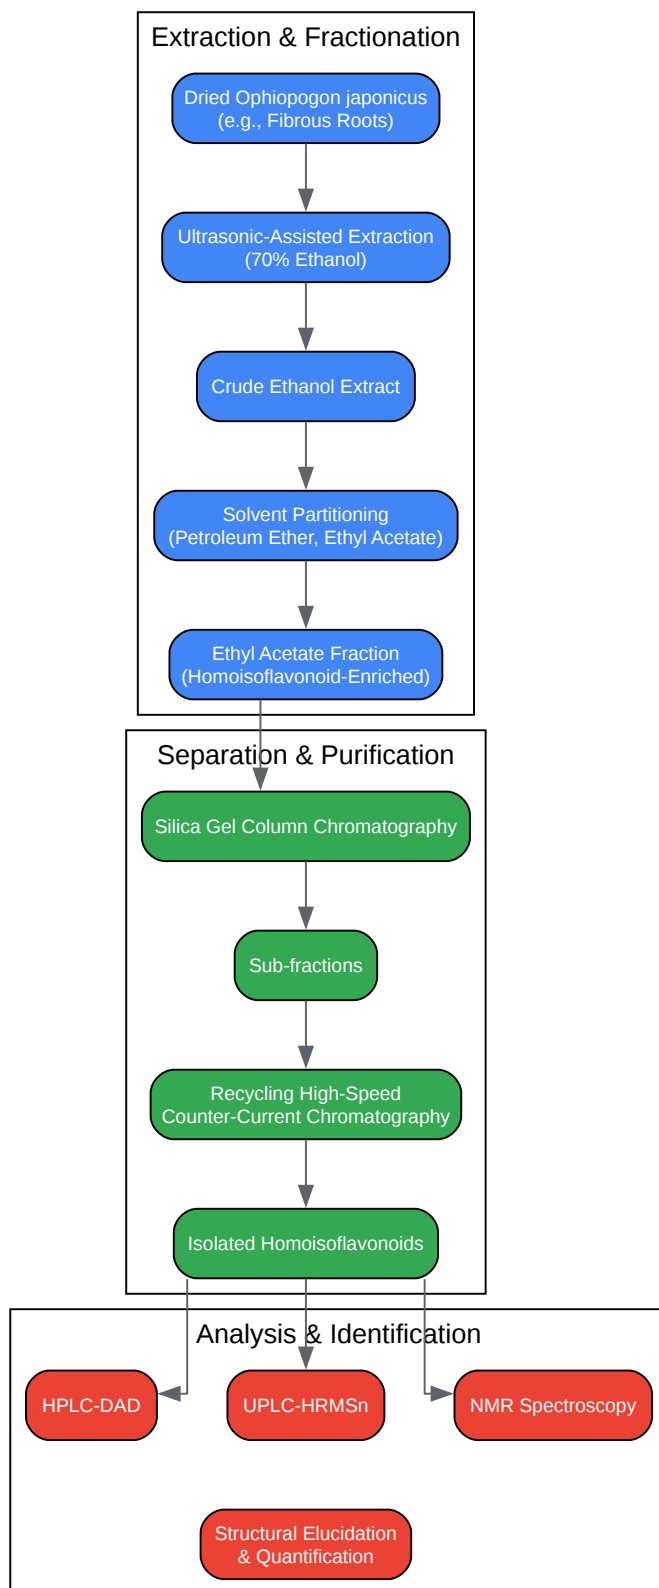 Extraction & Fractionation
Dried Ophiopogon japonicus
(e.g., Fibrous Roots)
Ultrasonic-Assisted Extraction
(70% Ethanol)
Crude Ethanol Extract
Solvent Partitioning
(Petroleum Ether, Ethyl Acetate)
Ethyl Acetate Fraction
(Homoisoflavonoid-Enriched)
Separation & Purification
Silica Gel Column Chromatography
Sub-fractions
Recycling High-Speed
Counter-Current Chromatography
Isolated Homoisoflavonoids
Analysis & Identification
HPLC-DAD
UPLC-HRMSn
NMR Spectroscopy
Structural Elucidation
& Quantification